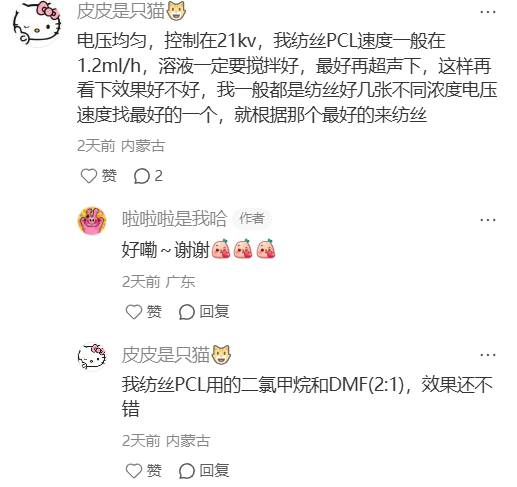 皮皮是只猫
电压均匀，控制在21kv，我纺丝PCL速度一般在
1.2ml/h，溶液一定要搅拌好，最好再超声下，这样再
看下效果好不好，我一般都是纺丝好几张不同浓度电压
速度找最好的一个，就根据那个最好的来纺丝
2天前 内蒙古
赞 2
啦啦啦是我哈 作者
好嘞～谢谢
2天前 广东
赞 回复
皮皮是只猫
我纺丝PCL用的二氯甲烷和DMF(2:1)，效果还不
错
2天前 内蒙古
赞 回复